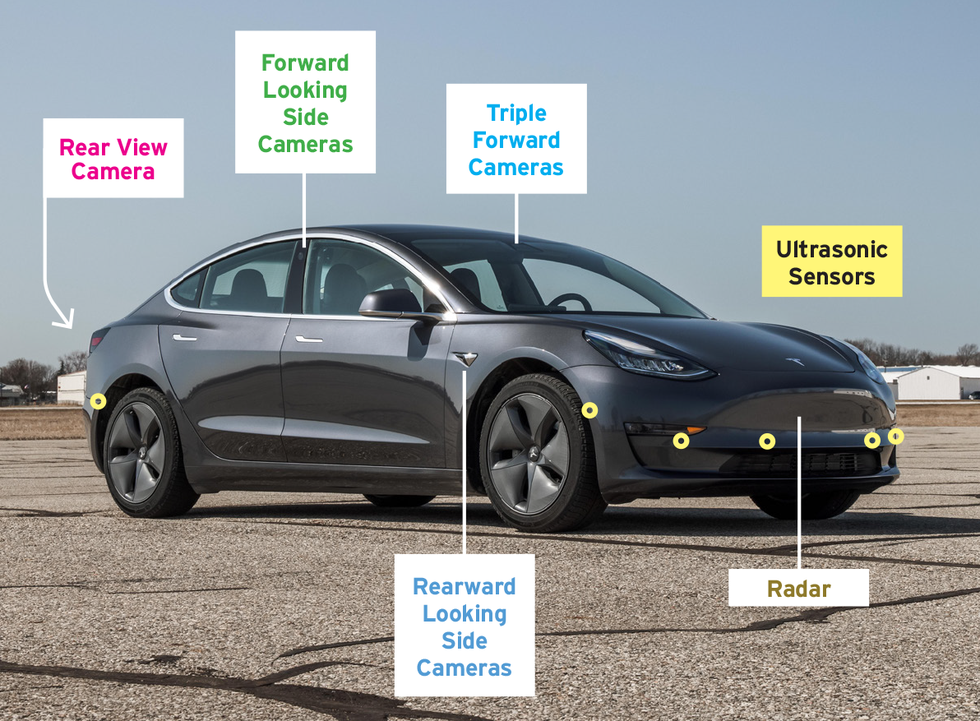 Forward
Looking
Side
Cameras
Triple
Forward
Cameras
Rear View
Camera
Ultrasonic
Sensors
Rearward
Looking
Side
Cameras
Radar